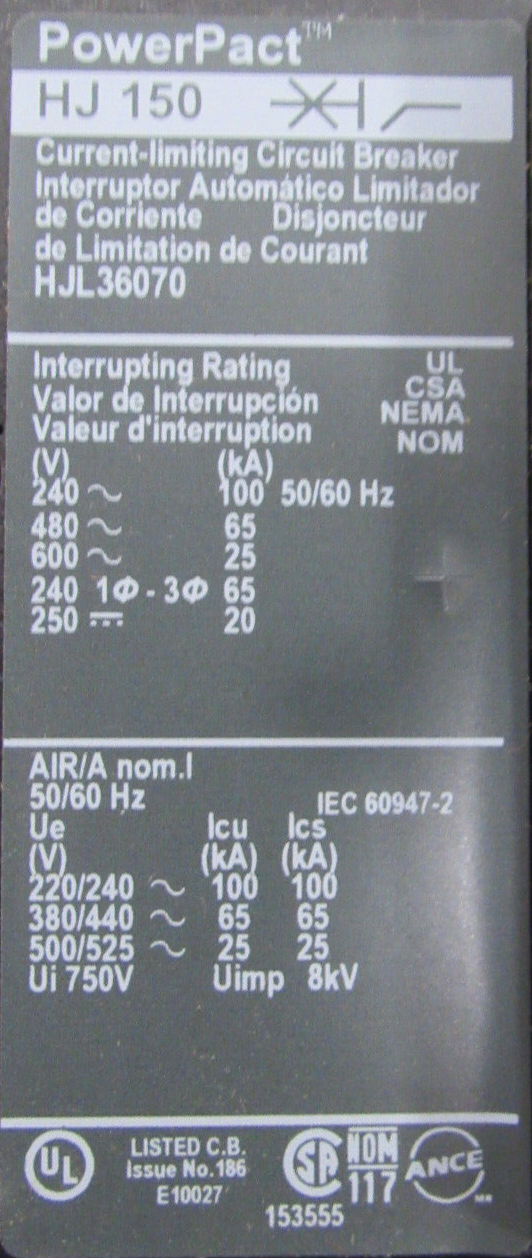 PowerPact™
HJ 150
Current-limiting Circuit Breaker
Interruptor Automático Limitador
de Corriente Disjoncteur
de Limitation de Courant
HJL36070
Interrupting Rating UL
Valor de Interrupción CSA
Valeur d'interruption NEMA
NOM
(V) (kA)
240 ~ 100 50/60 Hz
480 ~ 65
600 ~ 25
240 1Φ - 3Φ 65
250 ⎓ 20
AIR/A nom.I
50/60 Hz IEC 60947-2
Ue Icu Ics
(V) (kA) (kA)
220/240 ~ 100 100
380/440 ~ 65 65
500/525 ~ 25 25
Ui 750V Uimp 8kV
UL LISTED C.B. SA NOM ANCE
Issue No.186 117
E10027
153555